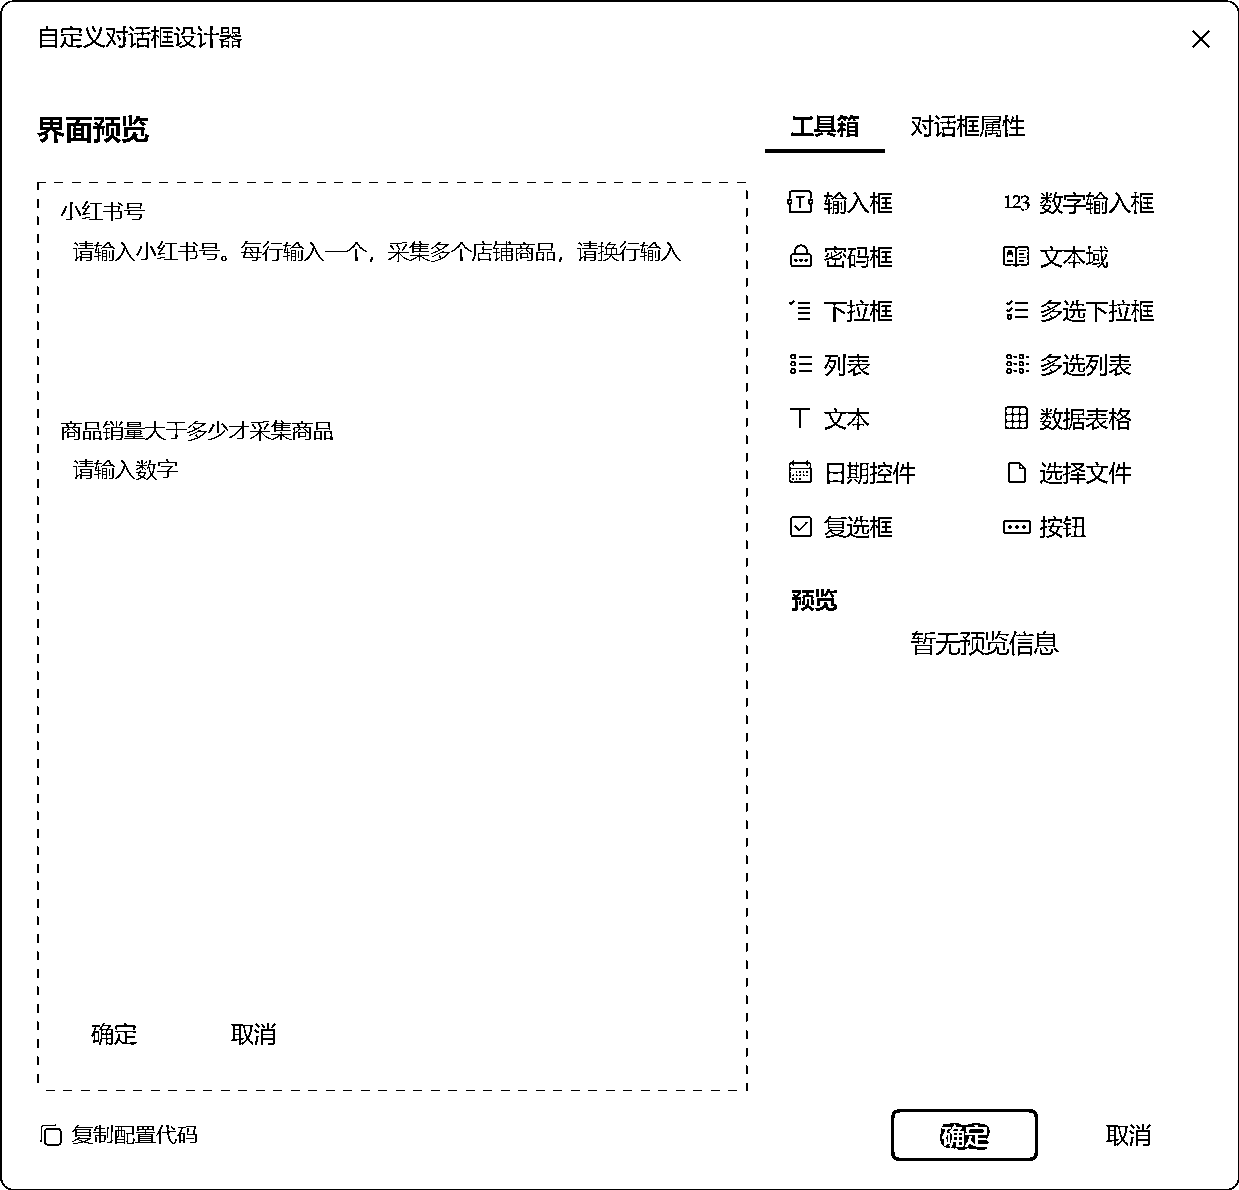 自定义对话框设计器
界面预览
小红书号
请输入小红书号。每行输入一个，采集多个店铺商品，请换行输入
商品销量大于多少才采集商品
请输入数字
确定 取消
复制配置代码
工具箱 对话框属性
输入框 123 数字输入框
密码框 文本域
下拉框 多选下拉框
列表 多选列表
文本 数据表格
日期控件 选择文件
复选框 按钮
预览
暂无预览信息
确定 取消